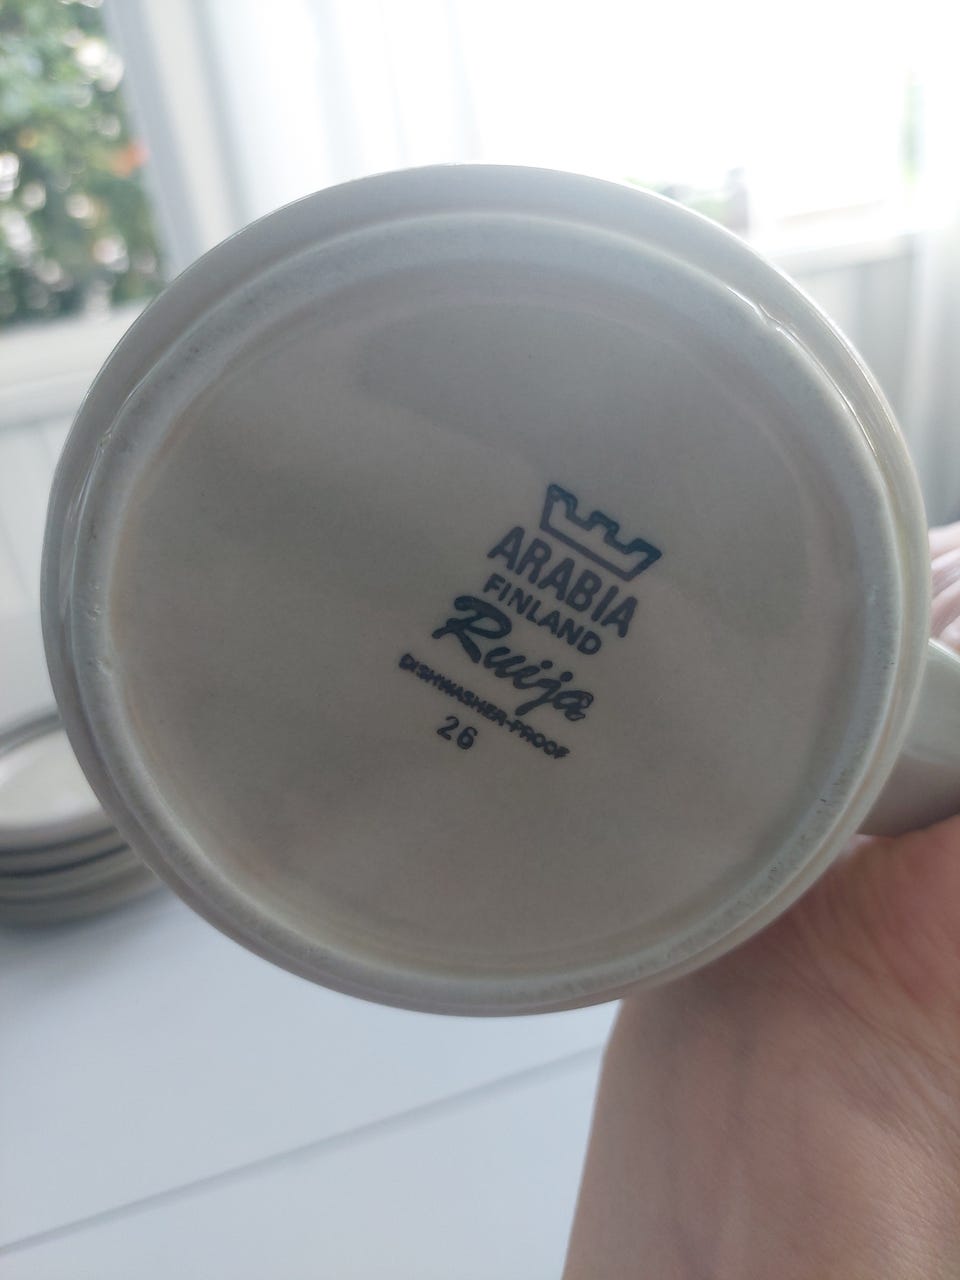 ARABIA
FINLAND
Ruija
DISHWASHER-PROOF
26